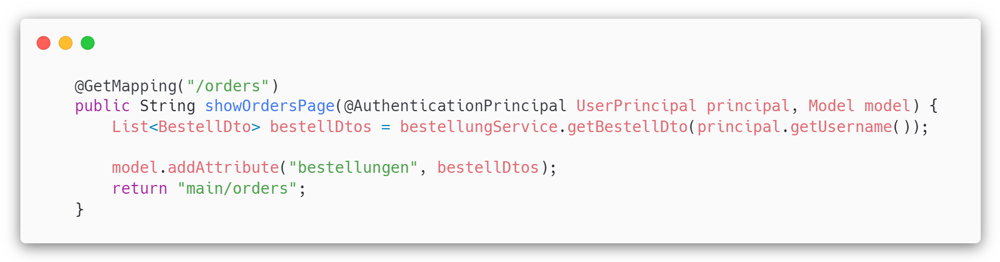 @GetMapping("/orders")
public String showOrdersPage(@AuthenticationPrincipal UserPrincipal principal, Model model) {
    List<BestellDto> bestellDtos = bestellungService.getBestellDto(principal.getUsername());

    model.addAttribute("bestellungen", bestellDtos);
    return "main/orders";
}